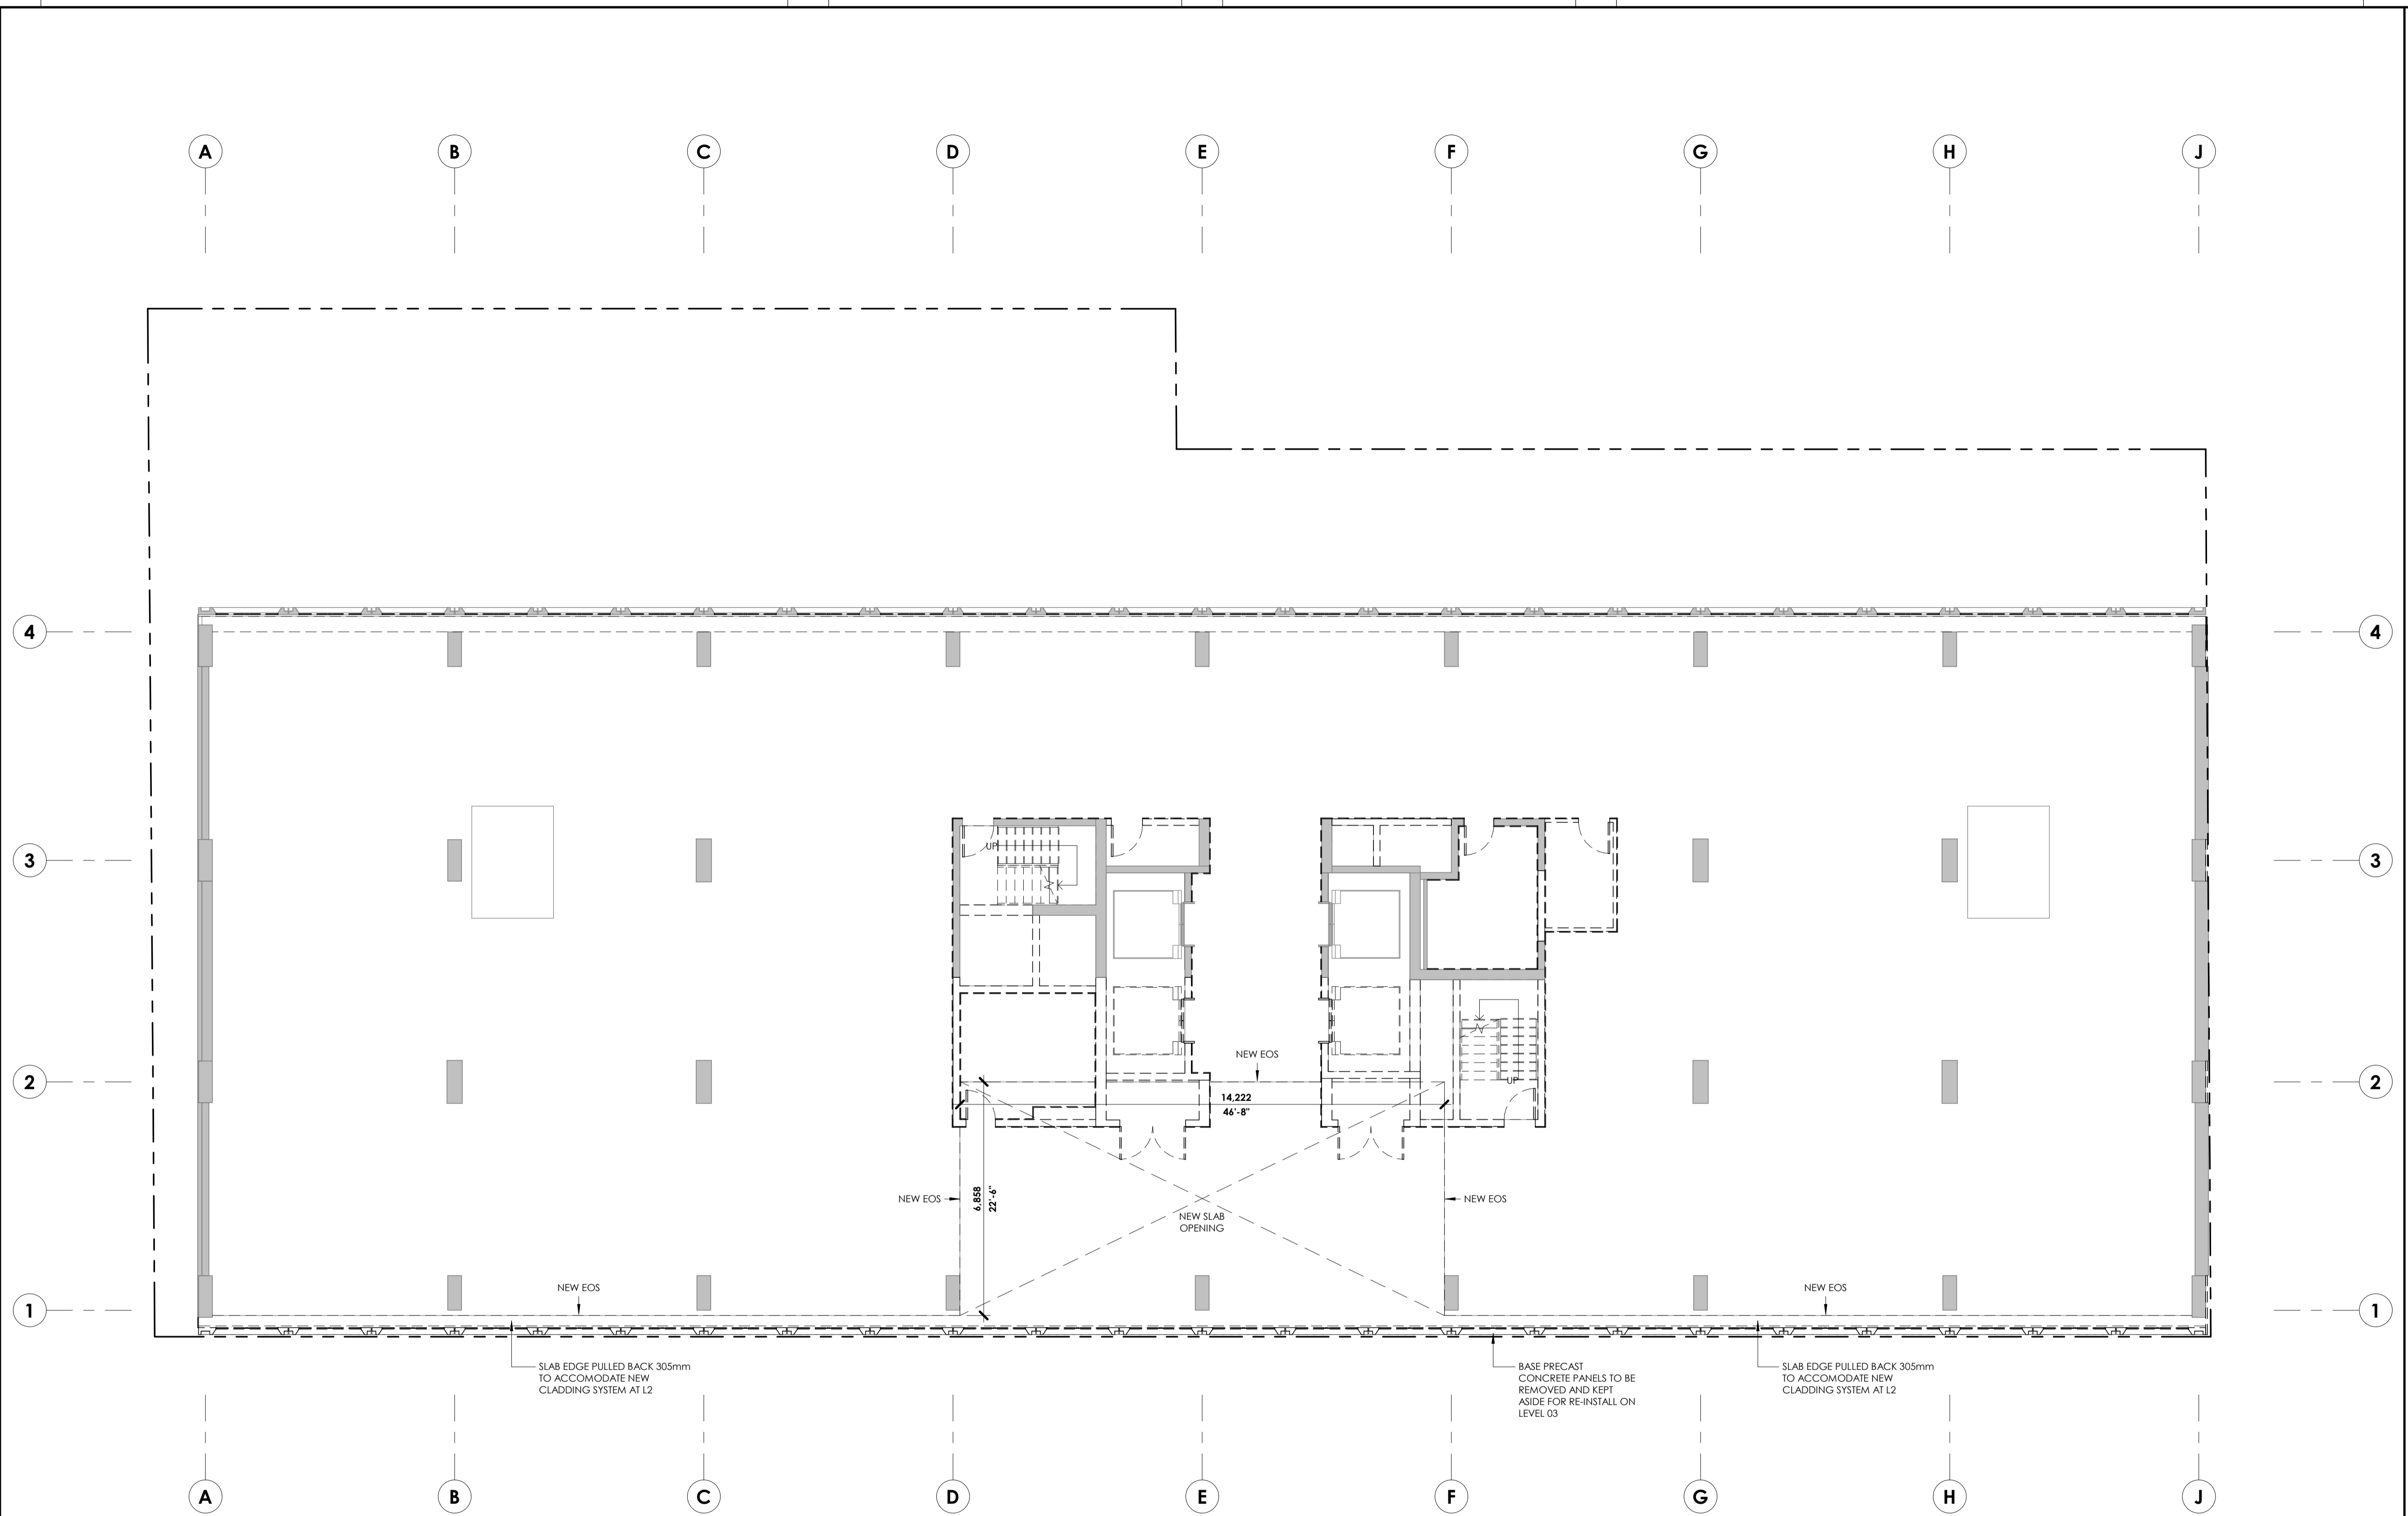 A
B
C
D
E
F
G
H
J
4
4
UP
3
3
NEW EOS
2
2
UP
14,222
46'-8"
6,858
22'-6"
NEW EOS
NEW EOS
NEW SLAB
OPENING
NEW EOS
NEW EOS
1
1
SLAB EDGE PULLED BACK 305mm
TO ACCOMODATE NEW
CLADDING SYSTEM AT L2
BASE PRECAST
CONCRETE PANELS TO BE
REMOVED AND KEPT
ASIDE FOR RE-INSTALL ON
LEVEL 03
SLAB EDGE PULLED BACK 305mm
TO ACCOMODATE NEW
CLADDING SYSTEM AT L2
A
B
C
D
E
F
G
H
J